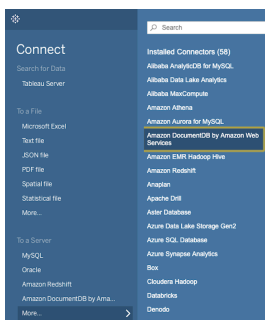 Connect
Search for Data
Tableau Server
To a File
Microsoft Excel
Text file
JSON file
PDF file
Spatial file
Statistical file
More...
To a Server
MySQL
Oracle
Amazon Redshift
Amazon DocumentDB by Ama...
More...
Search
Installed Connectors (58)
Alibaba AnalyticDB for MySQL
Alibaba Data Lake Analytics
Alibaba MaxCompute
Amazon Athena
Amazon Aurora for MySQL
Amazon DocumentDB by Amazon Web
Services
Amazon EMR Hadoop Hive
Amazon Redshift
Anaplan
Apache Drill
Aster Database
Azure Data Lake Storage Gen2
Azure SQL Database
Azure Synapse Analytics
Box
Cloudera Hadoop
Databricks
Denodo